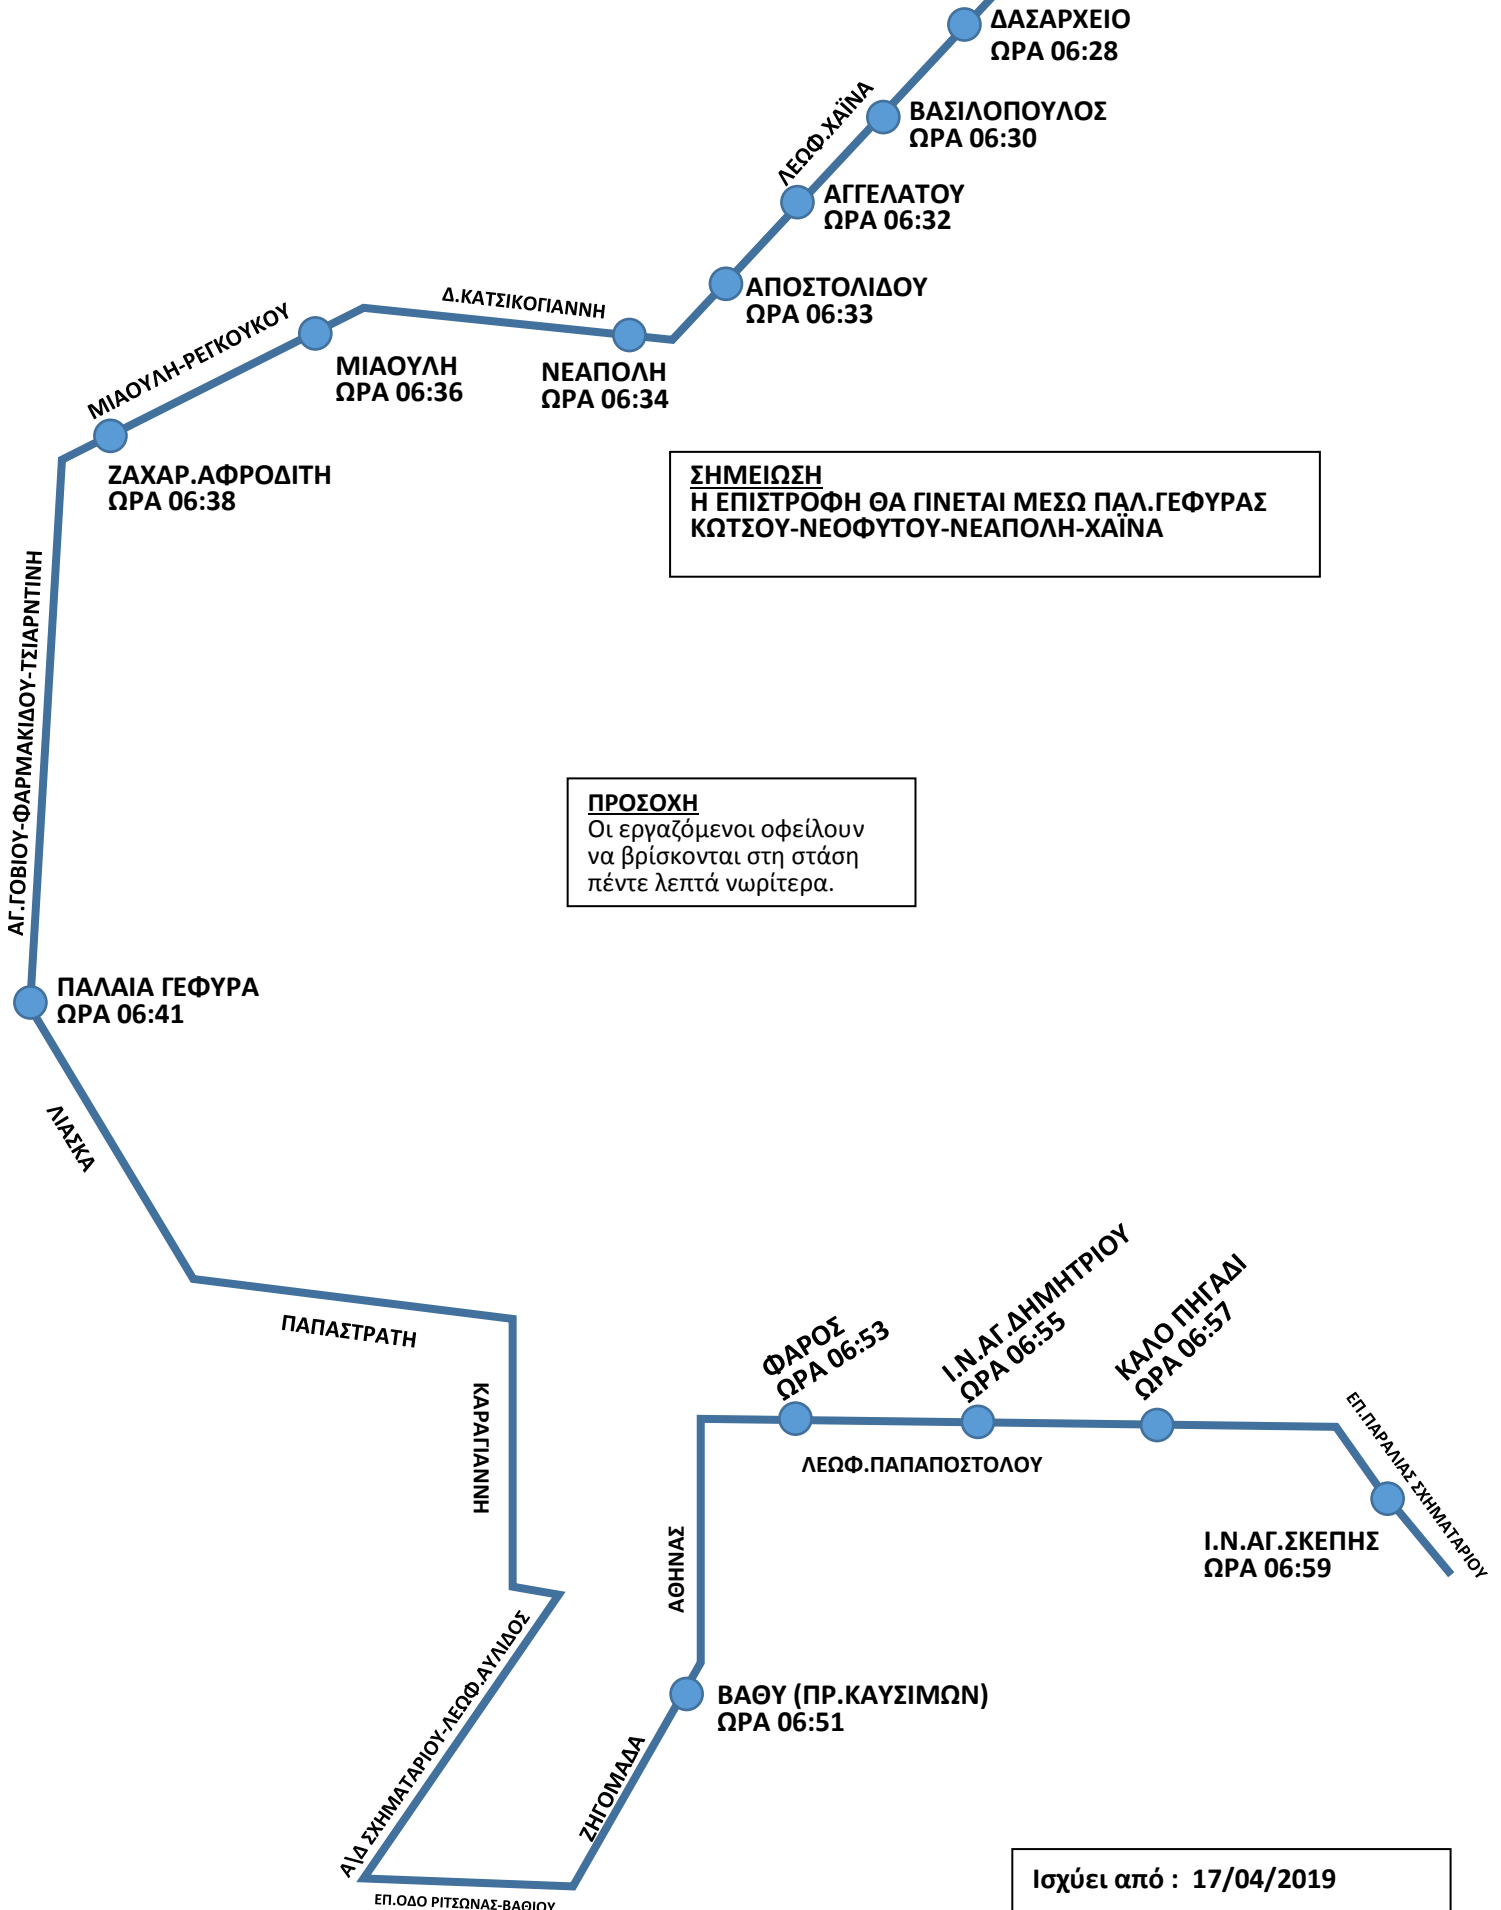 ΔΑΣΑΡΧΕΙΟ
ΩΡΑ 06:28
ΛΕΩΦ.ΧΑΪΝΑ
ΒΑΣΙΛΟΠΟΥΛΟΣ
ΩΡΑ 06:30
ΑΓΓΕΛΑΤΟΥ
ΩΡΑ 06:32
ΑΠΟΣΤΟΛΙΔΟΥ
ΩΡΑ 06:33
Δ.ΚΑΤΣΙΚΟΓΙΑΝΝΗ
ΝΕΑΠΟΛΗ
ΩΡΑ 06:34
ΜΙΑΟΥΛΗ
ΩΡΑ 06:36
ΜΙΑΟΥΛΗ-ΡΕΓΚΟΥΚΟΥ
ΖΑΧΑΡ.ΑΦΡΟΔΙΤΗ
ΩΡΑ 06:38
ΣΗΜΕΙΩΣΗ
Η ΕΠΙΣΤΡΟΦΗ ΘΑ ΓΙΝΕΤΑΙ ΜΕΣΩ ΠΑΛ.ΓΕΦΥΡΑΣ
ΚΩΤΣΟΥ-ΝΕΟΦΥΤΟΥ-ΝΕΑΠΟΛΗ-ΧΑΪΝΑ
ΑΓ.ΓΟΒΙΟΥ-ΦΑΡΜΑΚΙΔΟΥ-ΤΣΙΑΡΝΤΙΝΗ
ΠΡΟΣΟΧΗ
Οι εργαζόμενοι οφείλουν
να βρίσκονται στη στάση
πέντε λεπτά νωρίτερα.
ΠΑΛΑΙΑ ΓΕΦΥΡΑ
ΩΡΑ 06:41
ΛΙΑΣΚΑ
ΠΑΠΑΣΤΡΑΤΗ
ΚΑΡΑΓΙΑΝΝΗ
Α\Δ ΣΧΗΜΑΤΑΡΙΟΥ-ΛΕΩΦ.ΑΥΛΙΔΟΣ
ΕΠ.ΟΔΟ ΡΙΤΣΩΝΑΣ-ΒΑΘΙΟΥ
ΖΗΓΟΜΑΔΑ
ΒΑΘΥ (ΠΡ.ΚΑΥΣΙΜΩΝ)
ΩΡΑ 06:51
ΑΘΗΝΑΣ
ΦΑΡΟΣ
ΩΡΑ 06:53
Ι.Ν.ΑΓ.ΔΗΜΗΤΡΙΟΥ
ΩΡΑ 06:55
ΚΑΛΟ ΠΗΓΑΔΙ
ΩΡΑ 06:57
ΛΕΩΦ.ΠΑΠΑΠΟΣΤΟΛΟΥ
ΕΠ.ΠΑΡΑΛΙΑΣ ΣΧΗΜΑΤΑΡΙΟΥ
Ι.Ν.ΑΓ.ΣΚΕΠΗΣ
ΩΡΑ 06:59
Ισχύει από : 17/04/2019